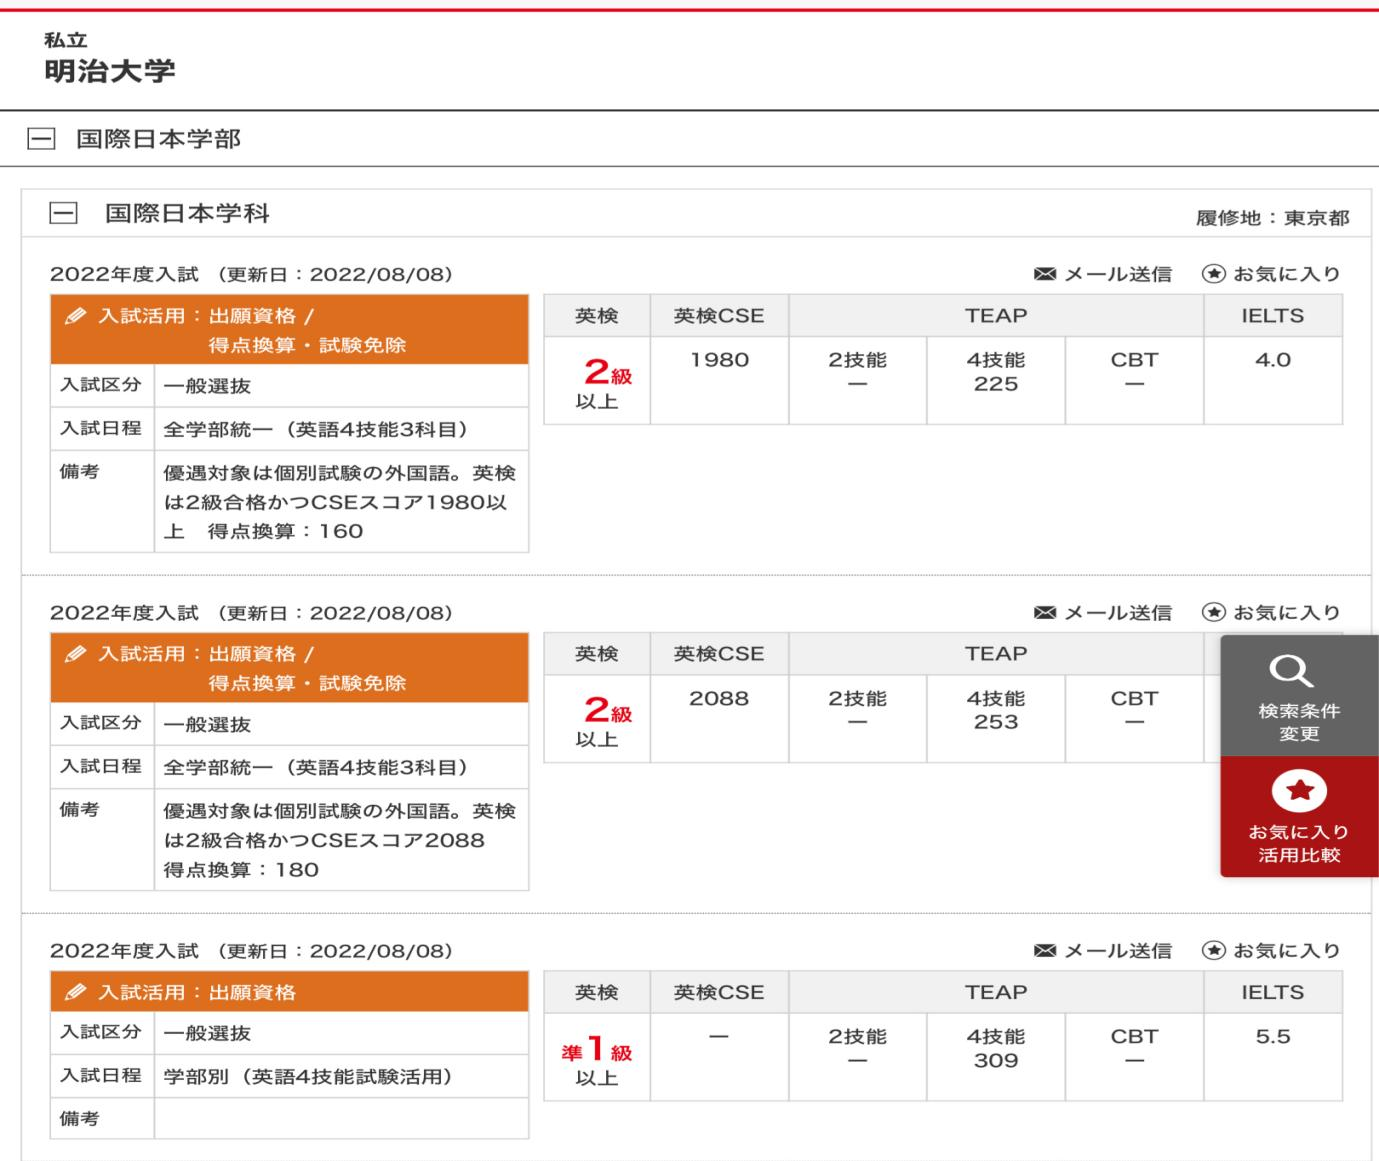 私立
明治大学
国際日本学部
国際日本学科
履修地：東京都
2022年度入試 （更新日：2022/08/08）
メール送信 お気に入り
入試活用：出願資格 /
得点換算・試験免除
入試区分 一般選抜
入試日程 全学部統一（英語4技能3科目）
備考 優遇対象は個別試験の外国語。英検
は2級合格かつCSEスコア1980以
上　得点換算：160
英検 英検CSE TEAP IELTS
2級
以上
1980
2技能
—
4技能
225
CBT
—
4.0
2022年度入試 （更新日：2022/08/08）
メール送信 お気に入り
入試活用：出願資格 /
得点換算・試験免除
入試区分 一般選抜
入試日程 全学部統一（英語4技能3科目）
備考 優遇対象は個別試験の外国語。英検
は2級合格かつCSEスコア2088
得点換算：180
英検 英検CSE TEAP
2級
以上
2088
2技能
—
4技能
253
CBT
—
検索条件
変更
お気に入り
活用比較
2022年度入試 （更新日：2022/08/08）
メール送信 お気に入り
入試活用：出願資格
入試区分 一般選抜
入試日程 学部別（英語4技能試験活用）
備考
英検 英検CSE TEAP IELTS
準1級
以上
—
2技能
—
4技能
309
CBT
—
5.5